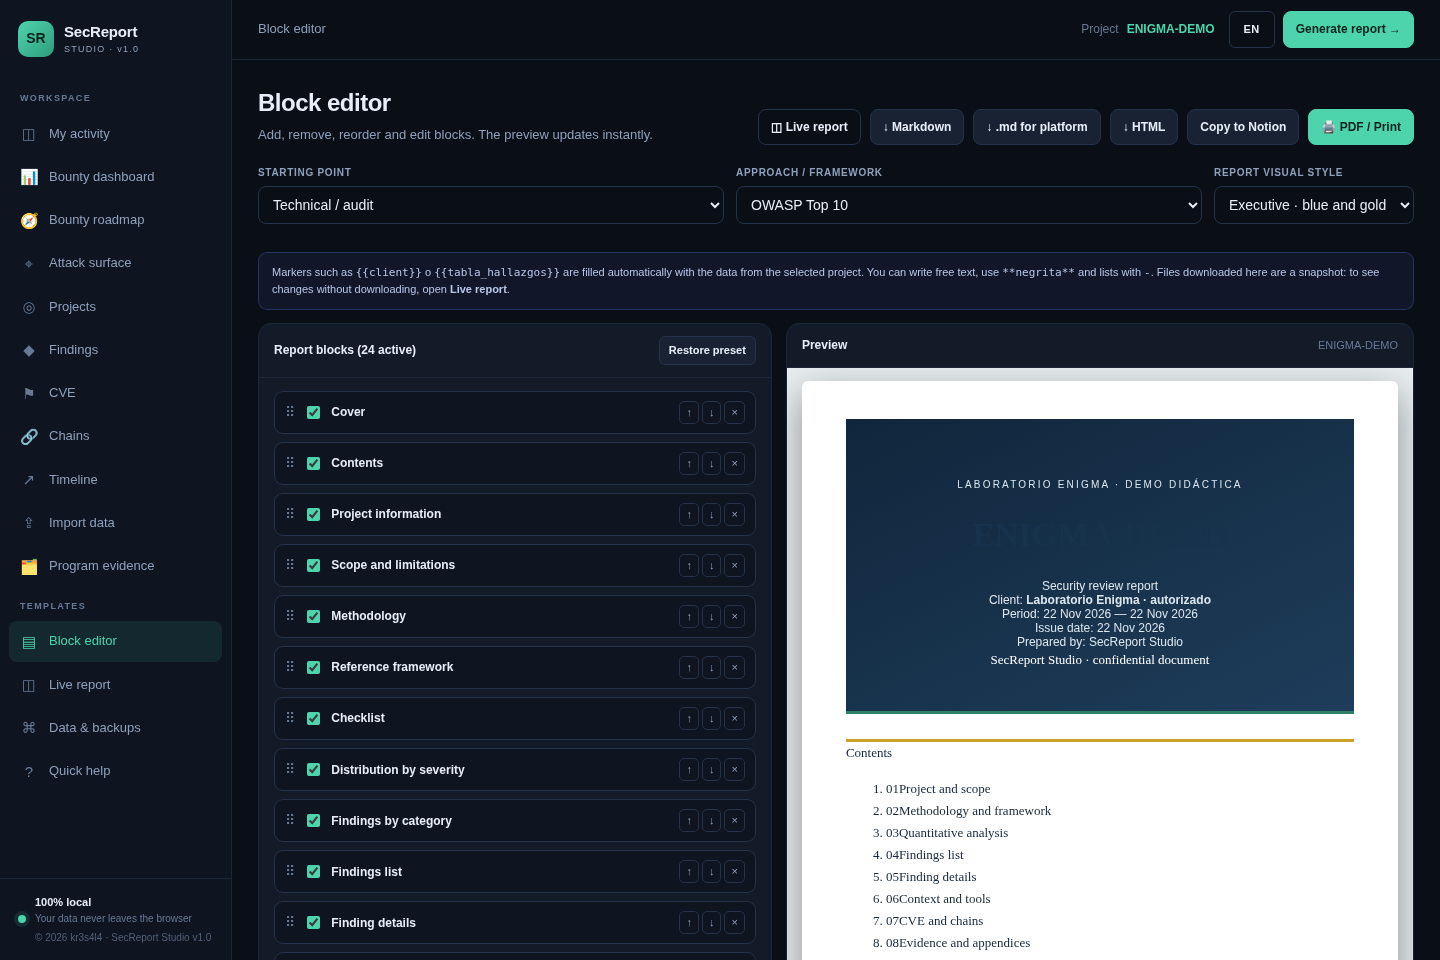 SR
SecReport
STUDIO · v1.0
WORKSPACE
My activity
Bounty dashboard
Bounty roadmap
Attack surface
Projects
Findings
CVE
Chains
Timeline
Import data
Program evidence
TEMPLATES
Block editor
Live report
Data & backups
? Quick help
100% local
Your data never leaves the browser
© 2026 kr3s4l4 · SecReport Studio v1.0
Block editor
Project ENIGMA-DEMO
EN
Generate report →
Block editor
Add, remove, reorder and edit blocks. The preview updates instantly.
Live report
↓ Markdown
↓ .md for platform
↓ HTML
Copy to Notion
PDF / Print
STARTING POINT
APPROACH / FRAMEWORK
REPORT VISUAL STYLE
Technical / audit
OWASP Top 10
Executive · blue and gold
Markers such as {{client}} o {{tabla_hallazgos}} are filled automatically with the data from the selected project. You can write free text, use **negrita** and lists with -. Files downloaded here are a snapshot: to see
changes without downloading, open Live report.
Report blocks (24 active)
Restore preset
Cover ↑ ↓ ×
Contents ↑ ↓ ×
Project information ↑ ↓ ×
Scope and limitations ↑ ↓ ×
Methodology ↑ ↓ ×
Reference framework ↑ ↓ ×
Checklist ↑ ↓ ×
Distribution by severity ↑ ↓ ×
Findings by category ↑ ↓ ×
Findings list ↑ ↓ ×
Finding details ↑ ↓ ×
Preview
ENIGMA-DEMO
LABORATORIO ENIGMA · DEMO DIDÁCTICA
Security review report
Client: Laboratorio Enigma · autorizado
Period: 22 Nov 2026 — 22 Nov 2026
Issue date: 22 Nov 2026
Prepared by: SecReport Studio
SecReport Studio · confidential document
Contents
1. 01Project and scope
2. 02Methodology and framework
3. 03Quantitative analysis
4. 04Findings list
5. 05Finding details
6. 06Context and tools
7. 07CVE and chains
8. 08Evidence and appendices